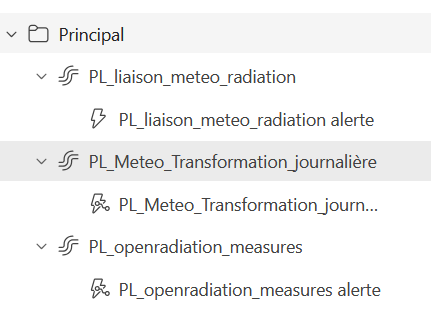 Principal
PL_liaison_meteo_radiation
PL_liaison_meteo_radiation alerte
PL_Meteo_Transformation_journalière
PL_Meteo_Transformation_journ...
PL_openradiation_measures
PL_openradiation_measures alerte